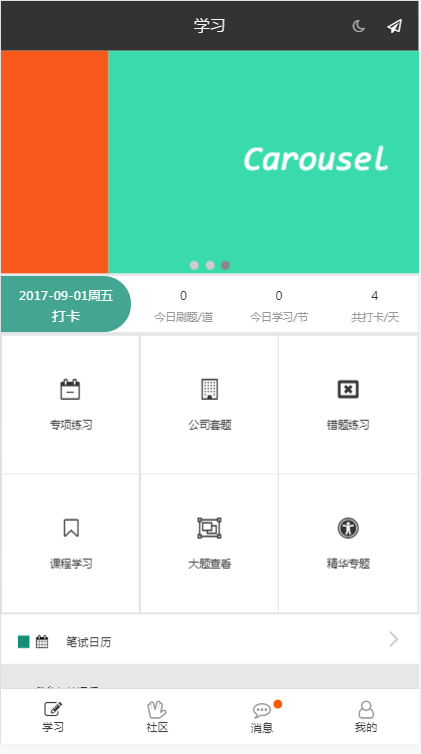 学习
Carousel
2017-09-01周五
打卡
0
今日刷题/道
0
今日学习/节
4
共打卡/天
专项练习
公司套题
错题练习
课程学习
大题查看
精华专题
笔试日历
学习
社区
消息
我的